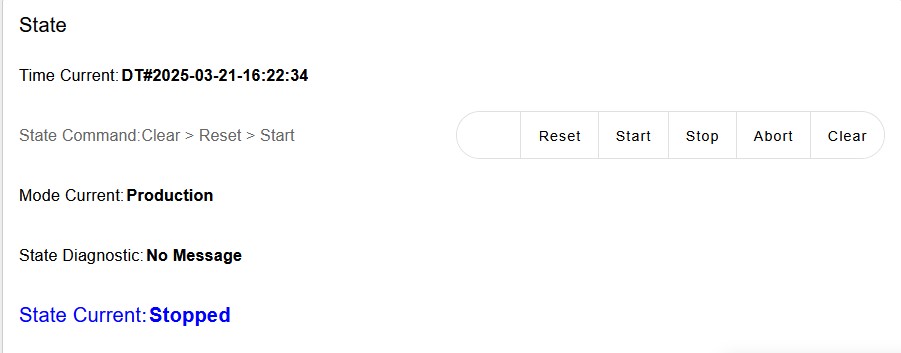 State
Time Current: DT#2025-03-21-16:22:34
State Command:Clear > Reset > Start
Reset Start Stop Abort Clear
Mode Current: Production
State Diagnostic: No Message
State Current: Stopped